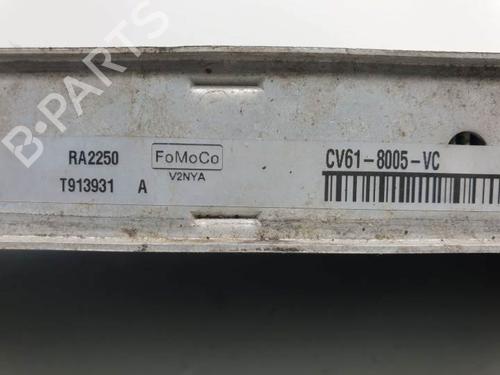 B-PARTS
RA2250
FoMoCo
CV61-8005-VC
T913931 A
V2NYA